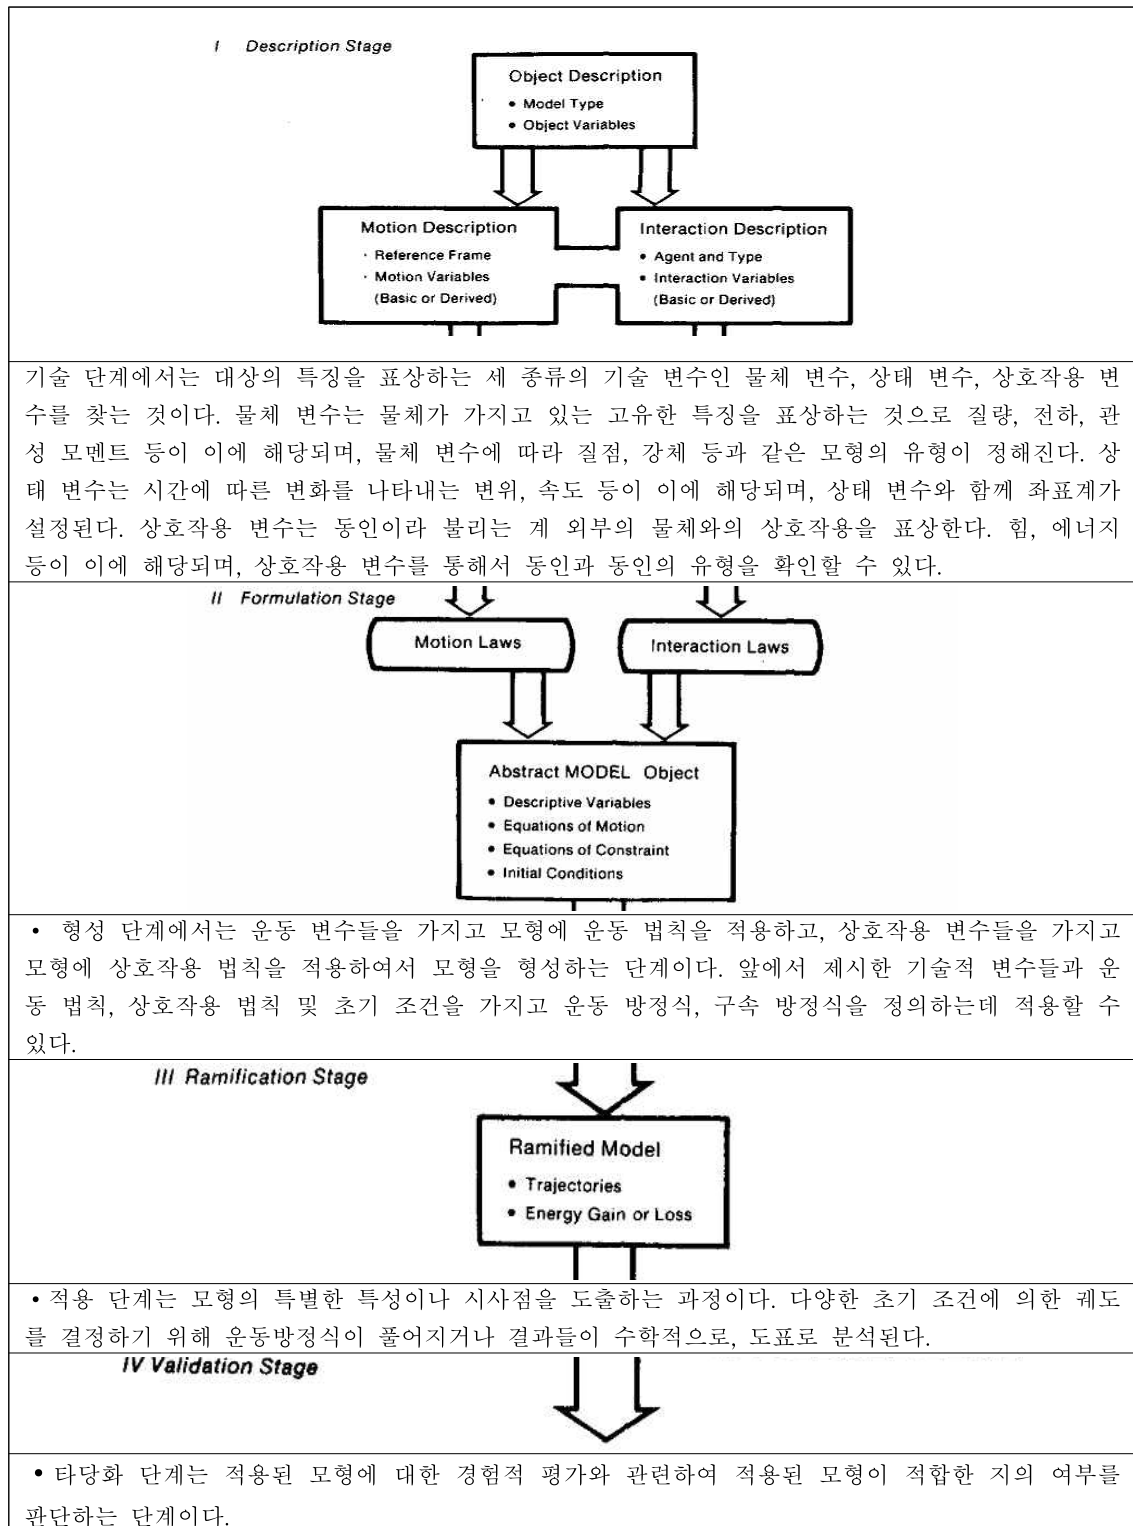 I Description Stage
Object Description
• Model Type
• Object Variables
Motion Description
· Reference Frame
· Motion Variables
(Basic or Derived)
Interaction Description
• Agent and Type
• Interaction Variables
(Basic or Derived)
기술 단계에서는 대상의 특징을 표상하는 세 종류의 기술 변수인 물체 변수, 상태 변수, 상호작용 변
수를 찾는 것이다. 물체 변수는 물체가 가지고 있는 고유한 특징을 표상하는 것으로 질량, 전하, 관
성 모멘트 등이 이에 해당되며, 물체 변수에 따라 질점, 강체 등과 같은 모형의 유형이 정해진다. 상
태 변수는 시간에 따른 변화를 나타내는 변위, 속도 등이 이에 해당되며, 상태 변수와 함께 좌표계가
설정된다. 상호작용 변수는 동인이라 불리는 계 외부의 물체와의 상호작용을 표상한다. 힘, 에너지
등이 이에 해당되며, 상호작용 변수를 통해서 동인과 동인의 유형을 확인할 수 있다.
II Formulation Stage
Motion Laws
Interaction Laws
Abstract MODEL Object
• Descriptive Variables
• Equations of Motion
• Equations of Constraint
• Initial Conditions
• 형성 단계에서는 운동 변수들을 가지고 모형에 운동 법칙을 적용하고, 상호작용 변수들을 가지고
모형에 상호작용 법칙을 적용하여서 모형을 형성하는 단계이다. 앞에서 제시한 기술적 변수들과 운
동 법칙, 상호작용 법칙 및 초기 조건을 가지고 운동 방정식, 구속 방정식을 정의하는데 적용할 수
있다.
III Ramification Stage
Ramified Model
• Trajectories
• Energy Gain or Loss
• 적용 단계는 모형의 특별한 특성이나 시사점을 도출하는 과정이다. 다양한 초기 조건에 의한 궤도
를 결정하기 위해 운동방정식이 풀어지거나 결과들이 수학적으로, 도표로 분석된다.
IV Validation Stage
• 타당화 단계는 적용된 모형에 대한 경험적 평가와 관련하여 적용된 모형이 적합한 지의 여부를
판단하는 단계이다.